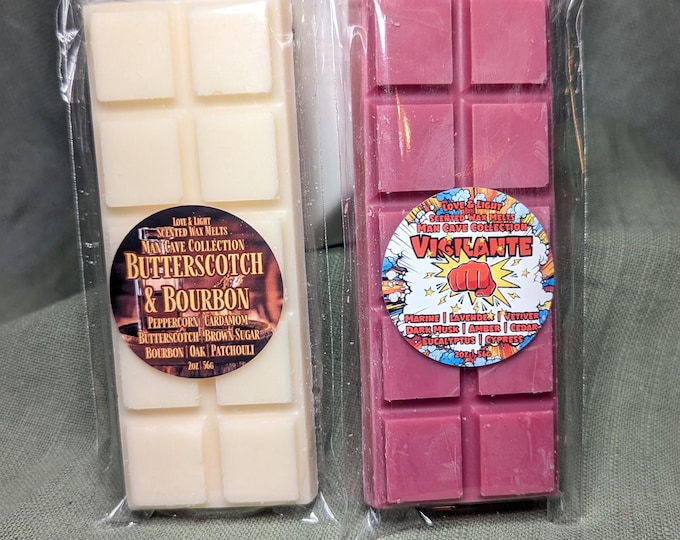 Love & Light
Scented Wax Melts
Man Cave Collection
Butterscotch
& Bourbon
Peppercorn | Cardamom
Butterscotch | Brown Sugar
Bourbon | Oak | Patchouli
2oz | 56g
Love & Light
Scented Wax Melts
Man Cave Collection
Vigilante
Marine | Lavender | Vetiver
Dark Musk | Amber | Cedar
Eucalyptus | Cypress
2oz | 56g